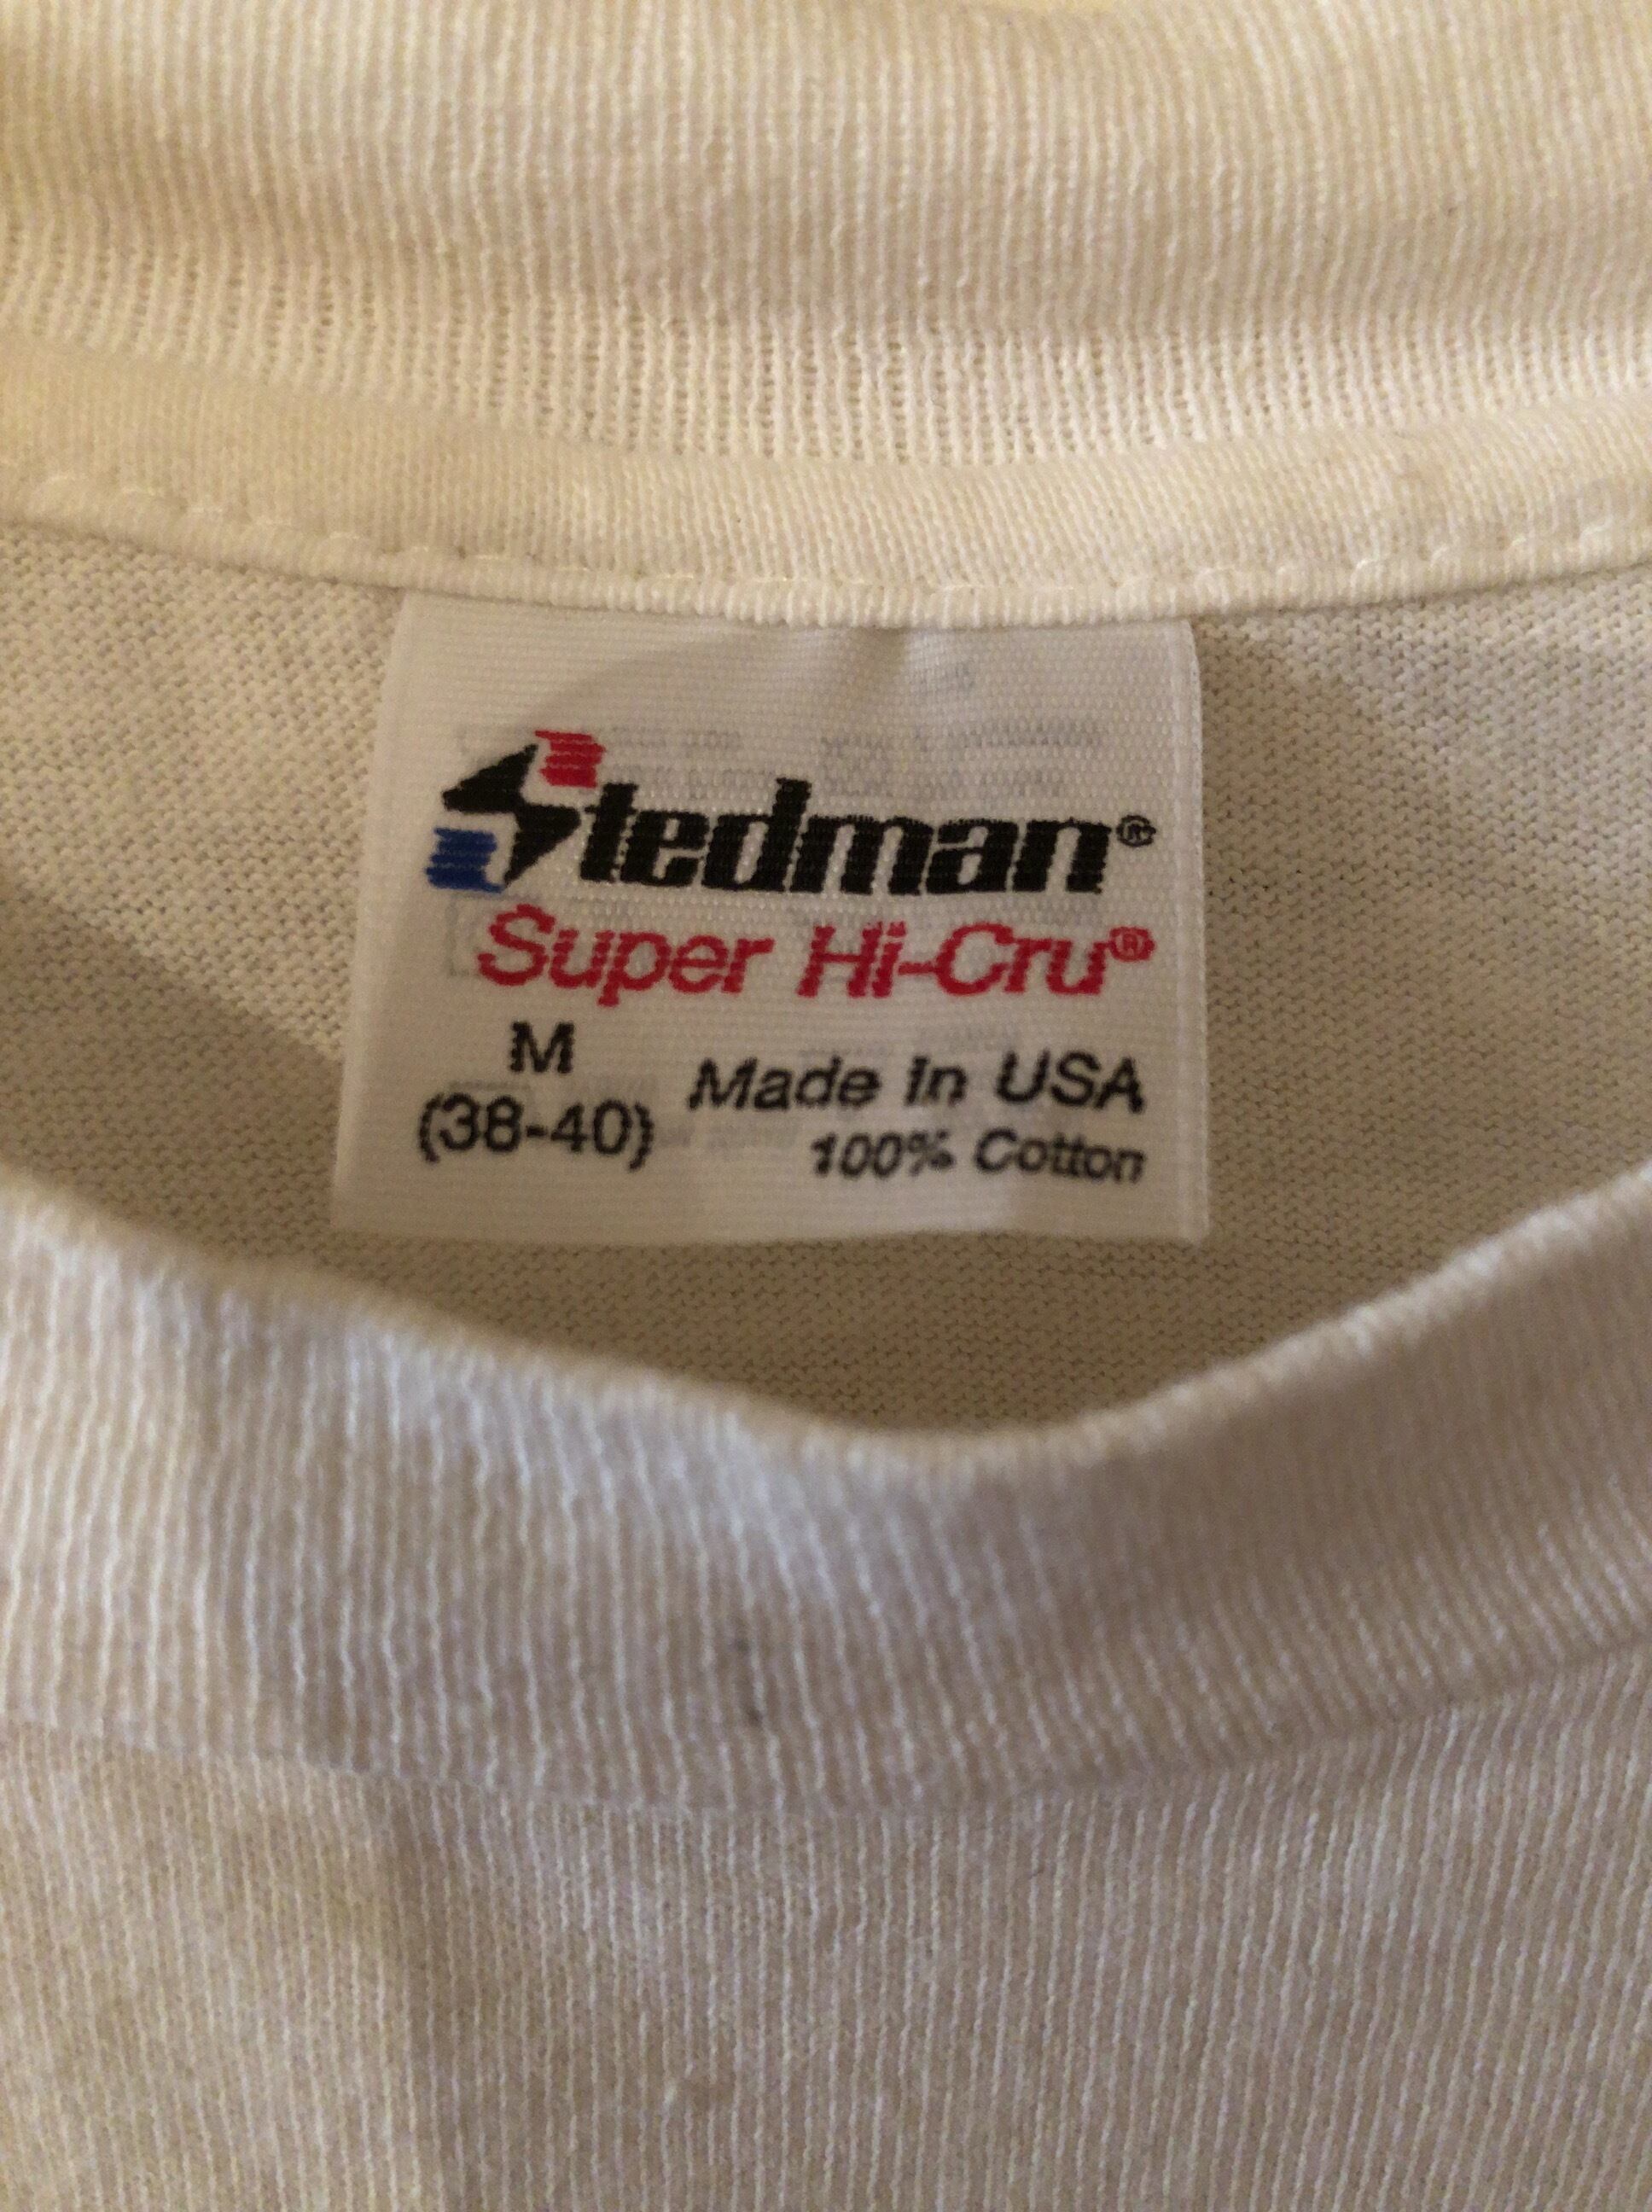 Stedman®
Super Hi-Cru®
M
(38-40)
Made in USA
100% Cotton